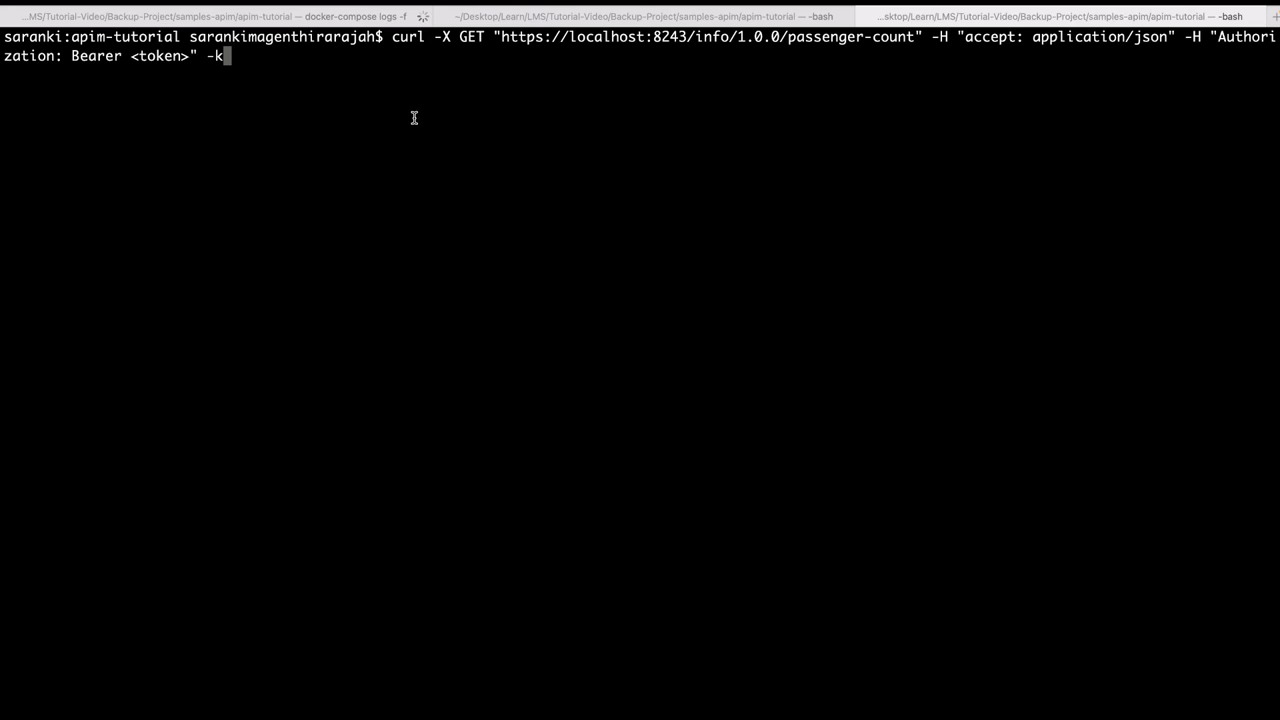 ...MS/Tutorial-Video/Backup-Project/samples-apim/apim-tutorial — docker-compose logs -f
~/Desktop/Learn/LMS/Tutorial-Video/Backup-Project/samples-apim/apim-tutorial — -bash
...sktop/Learn/LMS/Tutorial-Video/Backup-Project/samples-apim/apim-tutorial — -bash
saranki:apim-tutorial sarankimagenthirarajah$ curl -X GET "https://localhost:8243/info/1.0.0/passenger-count" -H "accept: application/json" -H "Authori
zation: Bearer <token>" -k